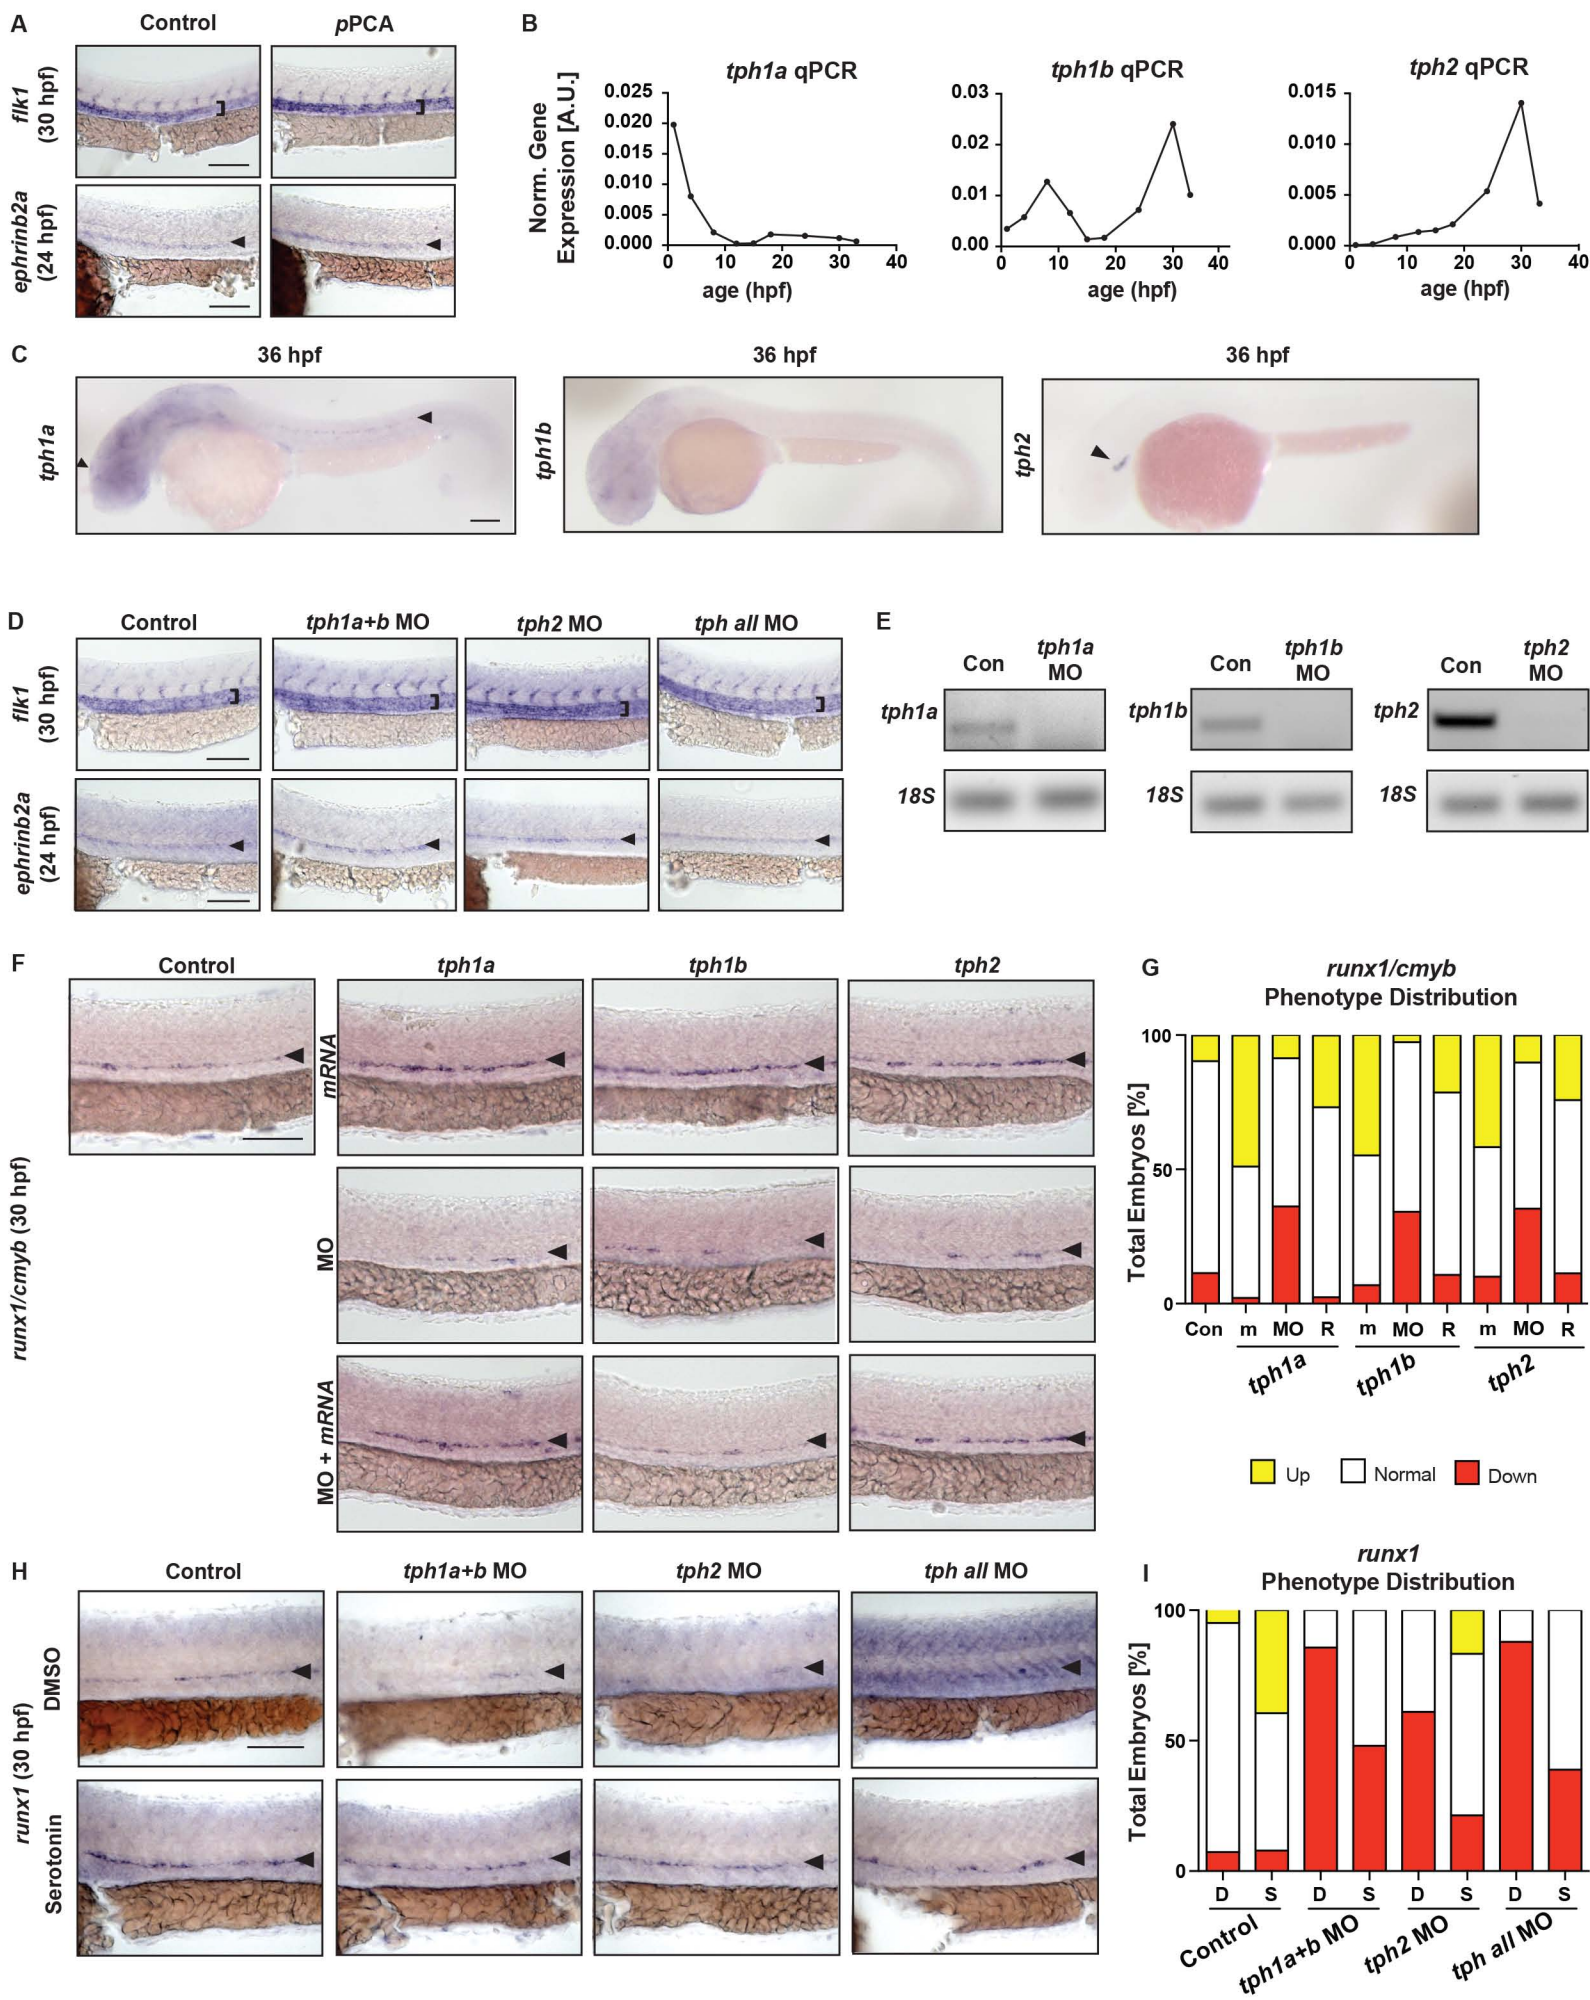 A
Control
pPCA
flk1
(30 hpf)
ephrinb2a
(24 hpf)
B
tph1a qPCR
tph1b qPCR
tph2 qPCR
Norm. Gene
Expression [A.U.]
0.025
0.020
0.015
0.010
0.005
0.000
0 10 20 30 40
age (hpf)
0.03
0.02
0.01
0.00
0 10 20 30 40
age (hpf)
0.015
0.010
0.005
0.000
0 10 20 30 40
age (hpf)
C
36 hpf
36 hpf
36 hpf
tph1a
tph1b
tph2
D
Control
tph1a+b MO
tph2 MO
tph all MO
flk1
(30 hpf)
ephrinb2a
(24 hpf)
E
Con
tph1a
MO
tph1a
18S
Con
tph1b
MO
tph1b
18S
Con
tph2
MO
tph2
18S
F
Control
tph1a
tph1b
tph2
runx1/cmyb (30 hpf)
mRNA
MO
MO + mRNA
G
runx1/cmyb
Phenotype Distribution
Total Embryos [%]
100
50
0
Con m MO R m MO R m MO R
tph1a
tph1b
tph2
Up
Normal
Down
H
Control
tph1a+b MO
tph2 MO
tph all MO
runx1 (30 hpf)
DMSO
Serotonin
I
runx1
Phenotype Distribution
Total Embryos [%]
100
50
0
D S D S D S D S
Control
tph1a+b MO
tph2 MO
tph all MO